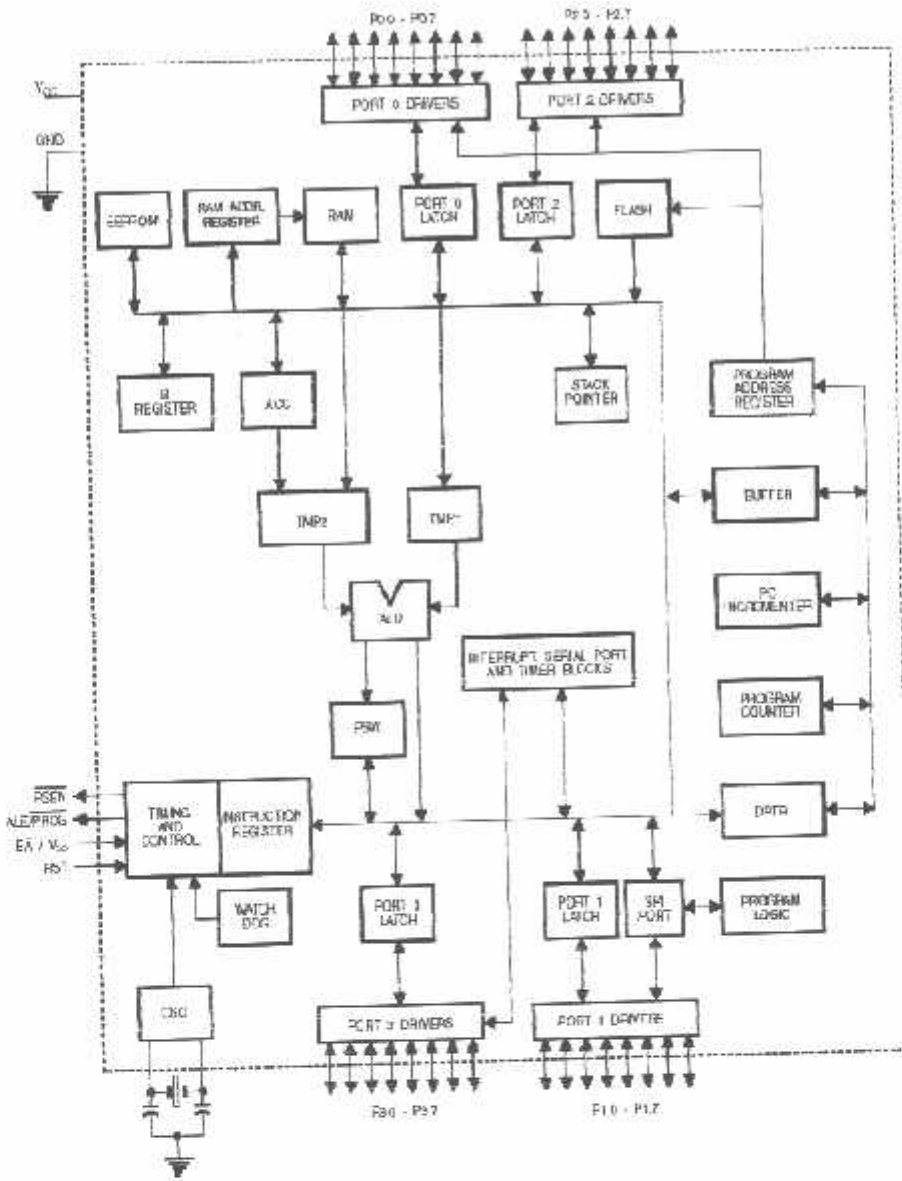 P0.0 - P0.7
P2.0 - P2.7
VCC
GND
PORT 0 DRIVERS
PORT 2 DRIVERS
EEPROM
RAM ADDR.
REGISTER
RAM
PORT 0
LATCH
PORT 2
LATCH
FLASH
B
REGISTER
ACC
STACK
POINTER
PROGRAM
ADDRESS
REGISTER
TMP2
TMP1
BUFFER
ALU
PC
INCREMENTER
INTERRUPT, SERIAL PORT
AND TIMER BLOCKS
PSW
PROGRAM
COUNTER
PSEN
ALE/PROG
EA / VPP
RST
TIMING
AND
CONTROL
INSTRUCTION
REGISTER
DPTR
WATCH
DOG
PORT 3
LATCH
PORT 1
LATCH
SPI
PORT
PROGRAM
LOGIC
OSC
PORT 3 DRIVERS
PORT 1 DRIVERS
P3.0 - P3.7
P1.0 - P1.7